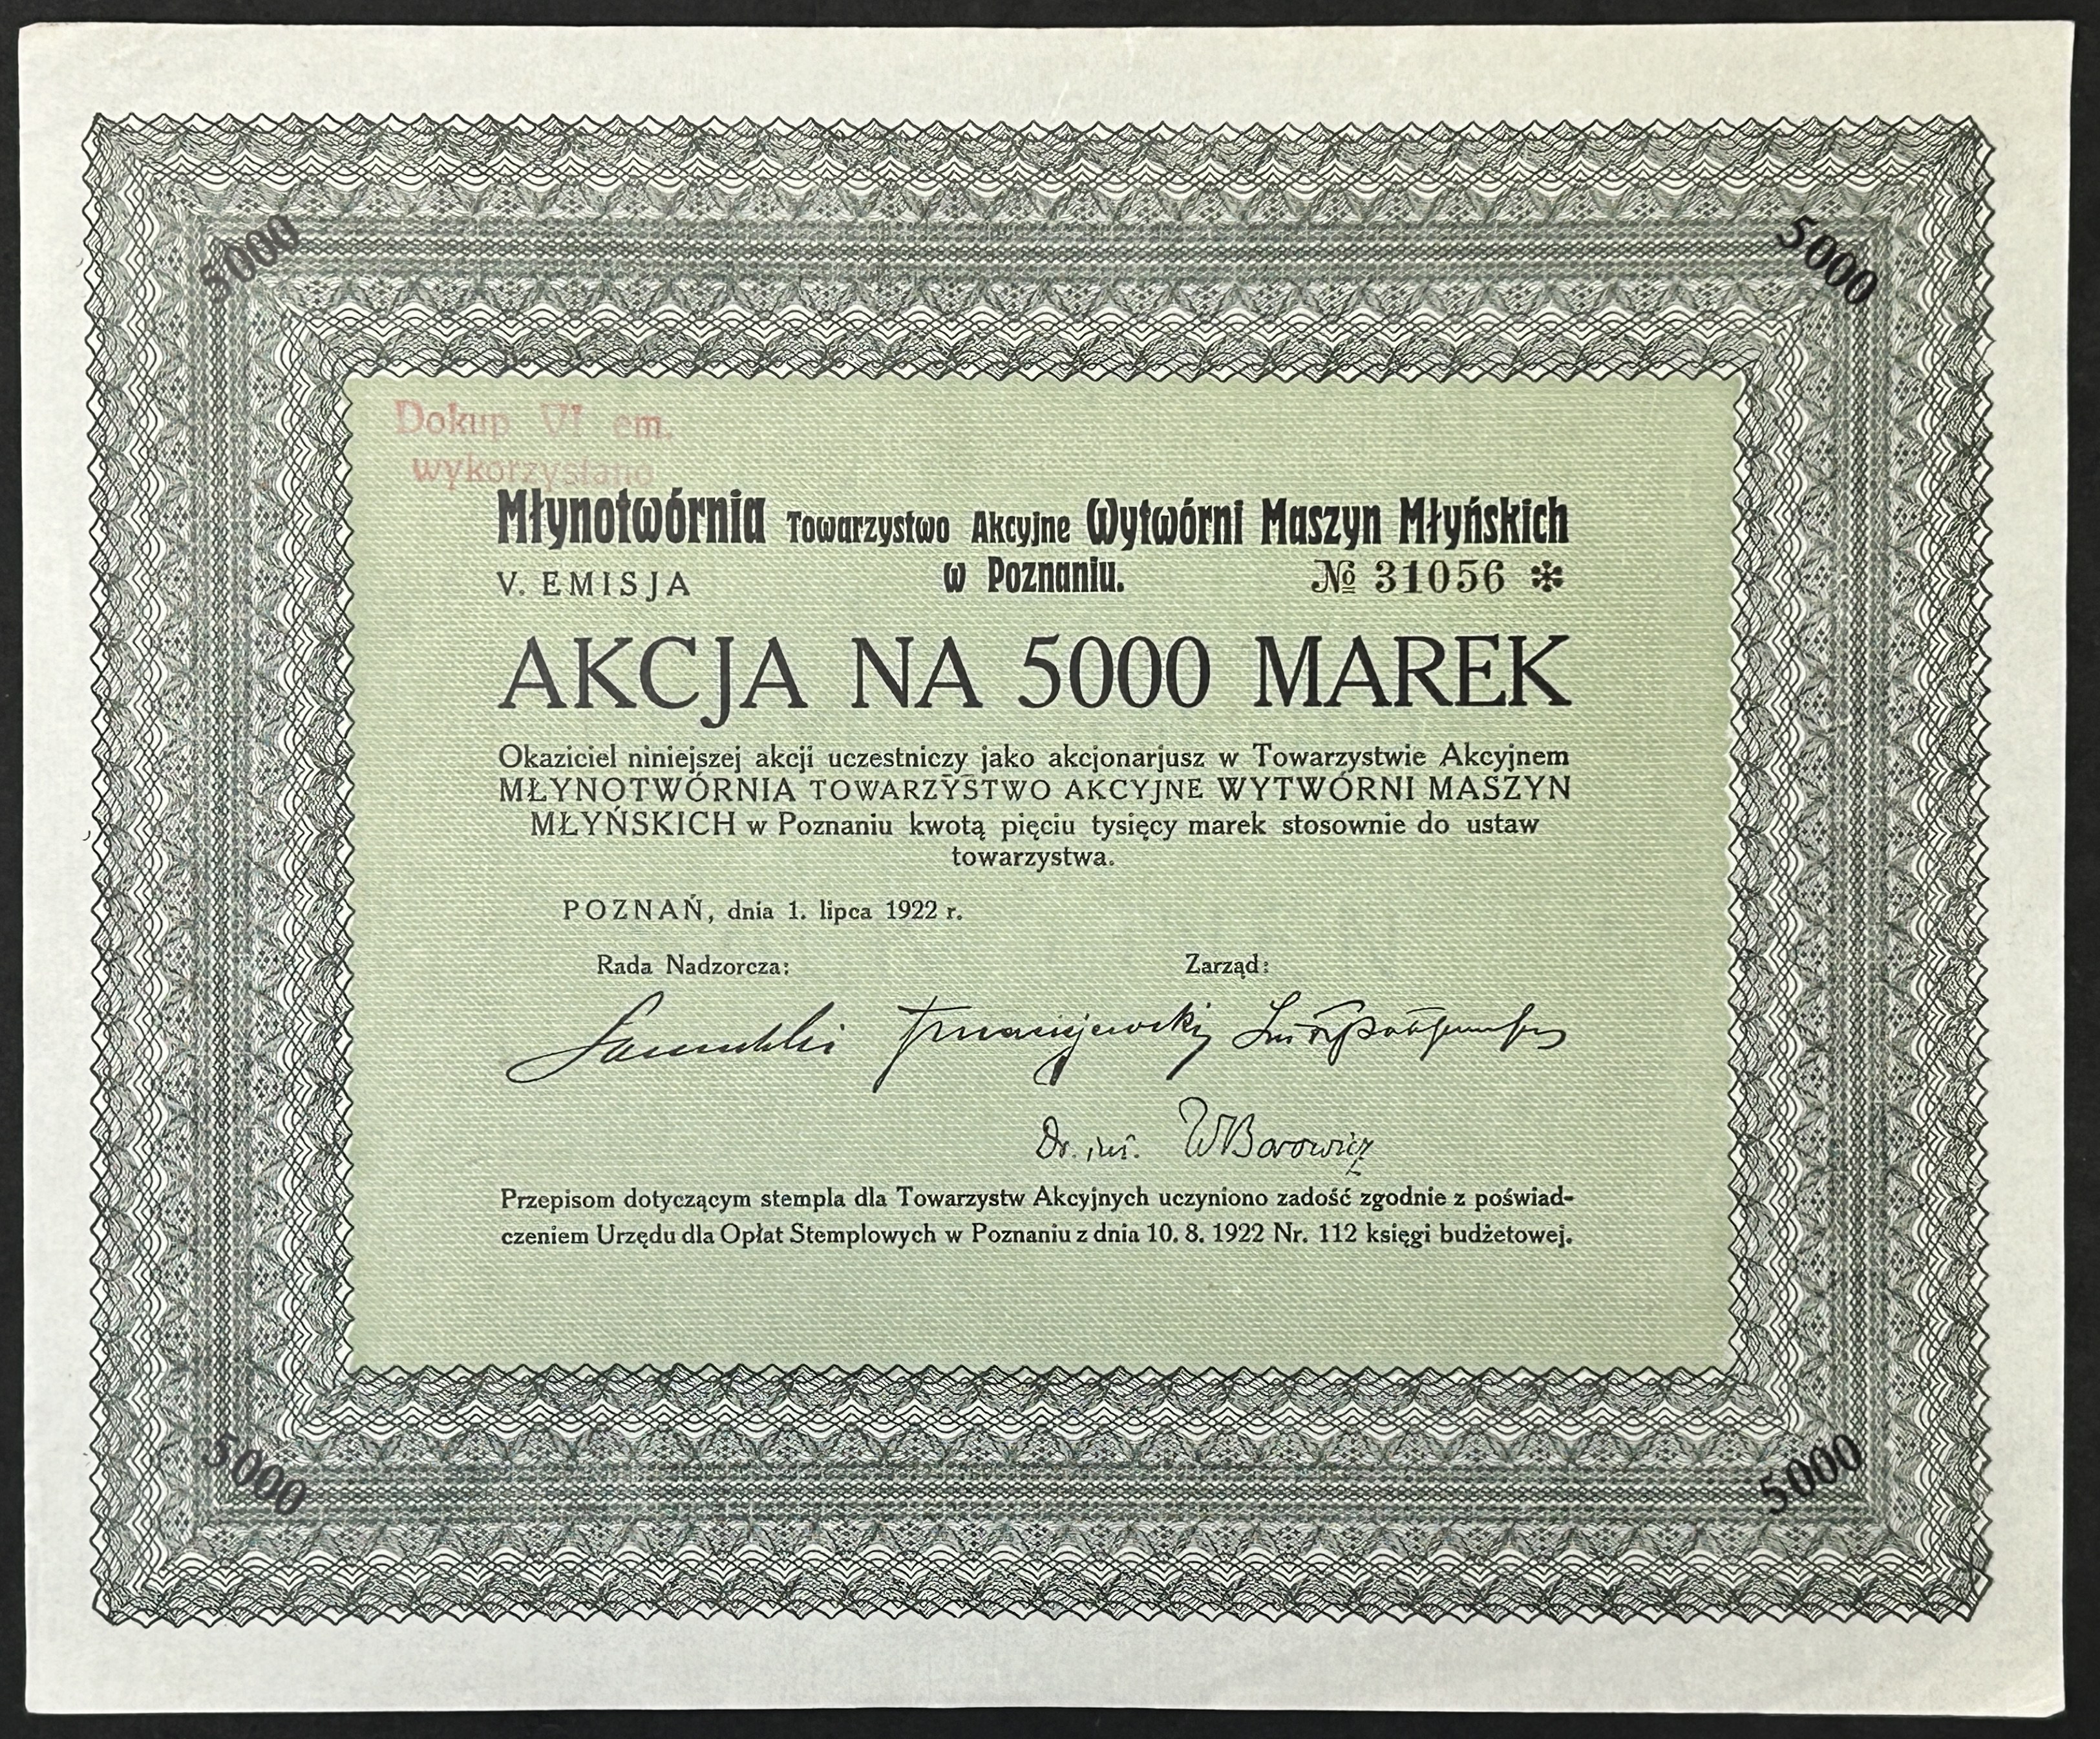 5000
5000
Dokup VI em.
wykorzystano
Młynotwórnia Towarzystwo Akcyjne Wytwórni Maszyn Młyńskich
w Poznaniu.
V. EMISJA
№ 31056 *
AKCJA NA 5000 MAREK
Okaziciel niniejszej akcji uczestniczy jako akcjonarjusz w Towarzystwie Akcyjnem
MŁYNOTWÓRNIA TOWARZYSTWO AKCYJNE WYTWÓRNI MASZYN
MŁYŃSKICH w Poznaniu kwotą pięciu tysięcy marek stosownie do ustaw
towarzystwa.
POZNAŃ, dnia 1. lipca 1922 r.
Rada Nadzorcza:
Zarząd:
Dr. inż. W Borowicz
Przepisom dotyczącym stempla dla Towarzystw Akcyjnych uczyniono zadość zgodnie z poświad-
czeniem Urzędu dla Opłat Stemplowych w Poznaniu z dnia 10. 8. 1922 Nr. 112 księgi budżetowej.
5000
5000